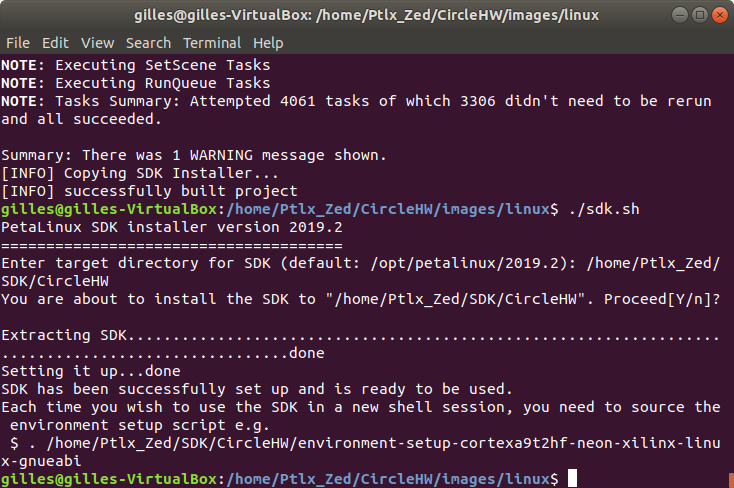 gilles@gilles-VirtualBox: /home/Ptlx_Zed/CircleHW/images/linux
File Edit View Search Terminal Help
NOTE: Executing SetScene Tasks
NOTE: Executing RunQueue Tasks
NOTE: Tasks Summary: Attempted 4061 tasks of which 3306 didn't need to be rerun
and all succeeded.

Summary: There was 1 WARNING message shown.
[INFO] Copying SDK Installer...
[INFO] successfully built project
gilles@gilles-VirtualBox:/home/Ptlx_Zed/CircleHW/images/linux$ ./sdk.sh
PetaLinux SDK installer version 2019.2
======================================
Enter target directory for SDK (default: /opt/petalinux/2019.2): /home/Ptlx_Zed/
SDK/CircleHW
You are about to install the SDK to "/home/Ptlx_Zed/SDK/CircleHW". Proceed[Y/n]?

Extracting SDK..................................................................
................................done
Setting it up...done
SDK has been successfully set up and is ready to be used.
Each time you wish to use the SDK in a new shell session, you need to source the
 environment setup script e.g.
 $ . /home/Ptlx_Zed/SDK/CircleHW/environment-setup-cortexa9t2hf-neon-xilinx-linu
x-gnueabi
gilles@gilles-VirtualBox:/home/Ptlx_Zed/CircleHW/images/linux$